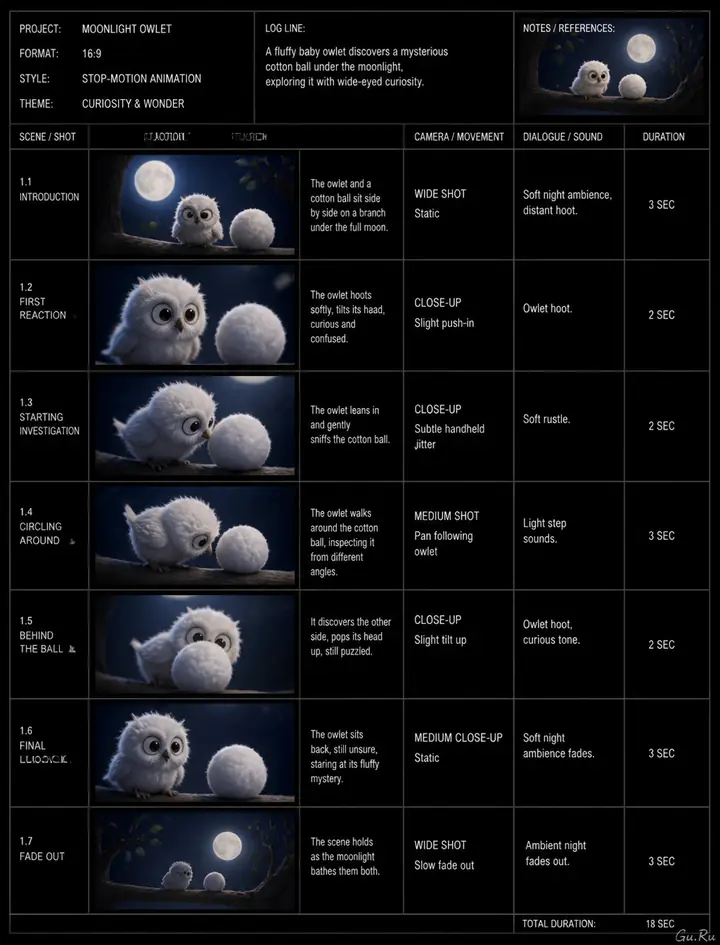 PROJECT: MOONLIGHT OWLET
FORMAT: 16:9
STYLE: STOP-MOTION ANIMATION
THEME: CURIOSITY & WONDER
LOG LINE:
A fluffy baby owlet discovers a mysterious
cotton ball under the moonlight,
exploring it with wide-eyed curiosity.
NOTES / REFERENCES:
SCENE / SHOT
CAMERA / MOVEMENT
DIALOGUE / SOUND
DURATION
1.1
INTRODUCTION
The owlet and a
cotton ball sit side
by side on a branch
under the full moon.
WIDE SHOT
Static
Soft night ambience,
distant hoot.
3 SEC
1.2
FIRST
REACTION
The owlet hoots
softly, tilts its head,
curious and
confused.
CLOSE-UP
Slight push-in
Owlet hoot.
2 SEC
1.3
STARTING
INVESTIGATION
The owlet leans in
and gently
sniffs the cotton ball.
CLOSE-UP
Subtle handheld
jitter
Soft rustle.
2 SEC
1.4
CIRCLING
AROUND
The owlet walks
around the cotton
ball, inspecting it
from different
angles.
MEDIUM SHOT
Pan following
owlet
Light step
sounds.
3 SEC
1.5
BEHIND
THE BALL
It discovers the other
side, pops its head
up, still puzzled.
CLOSE-UP
Slight tilt up
Owlet hoot,
curious tone.
2 SEC
1.6
FINAL
The owlet sits
back, still unsure,
staring at its fluffy
mystery.
MEDIUM CLOSE-UP
Static
Soft night
ambience fades.
3 SEC
1.7
FADE OUT
The scene holds
as the moonlight
bathes them both.
WIDE SHOT
Slow fade out
Ambient night
fades out.
3 SEC
TOTAL DURATION: 18 SEC
Gu.Ru